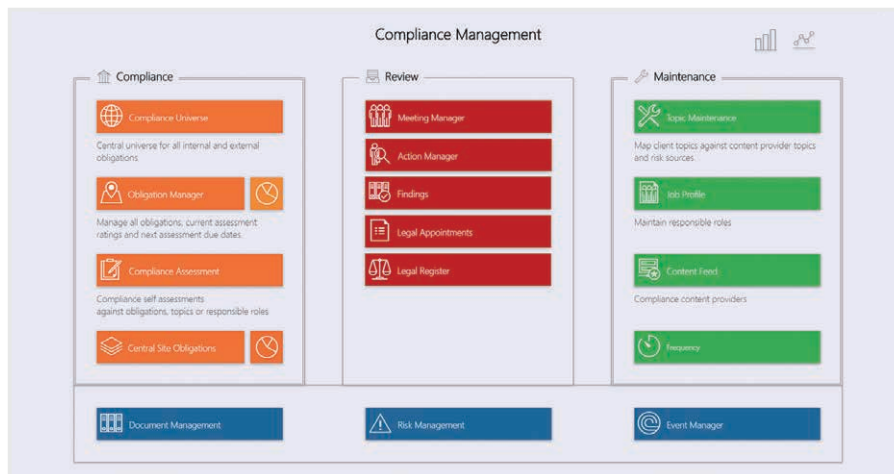 Compliance Management
Compliance
Compliance Universe
Central universe for all internal and external
obligations
Obligation Manager
Manage all obligations, current assessment
ratings and next assessment due dates.
Compliance Assessment
Compliance self assessments
against obligations, topics or responsible roles
Central Site Obligations
Review
Meeting Manager
Action Manager
Findings
Legal Appointments
Legal Register
Maintenance
Topic Maintenance
Map client topics against content provider topics
and risk sources.
Job Profile
Maintain responsible roles
Content Feed
Compliance content providers
Frequency
Document Management
Risk Management
Event Manager